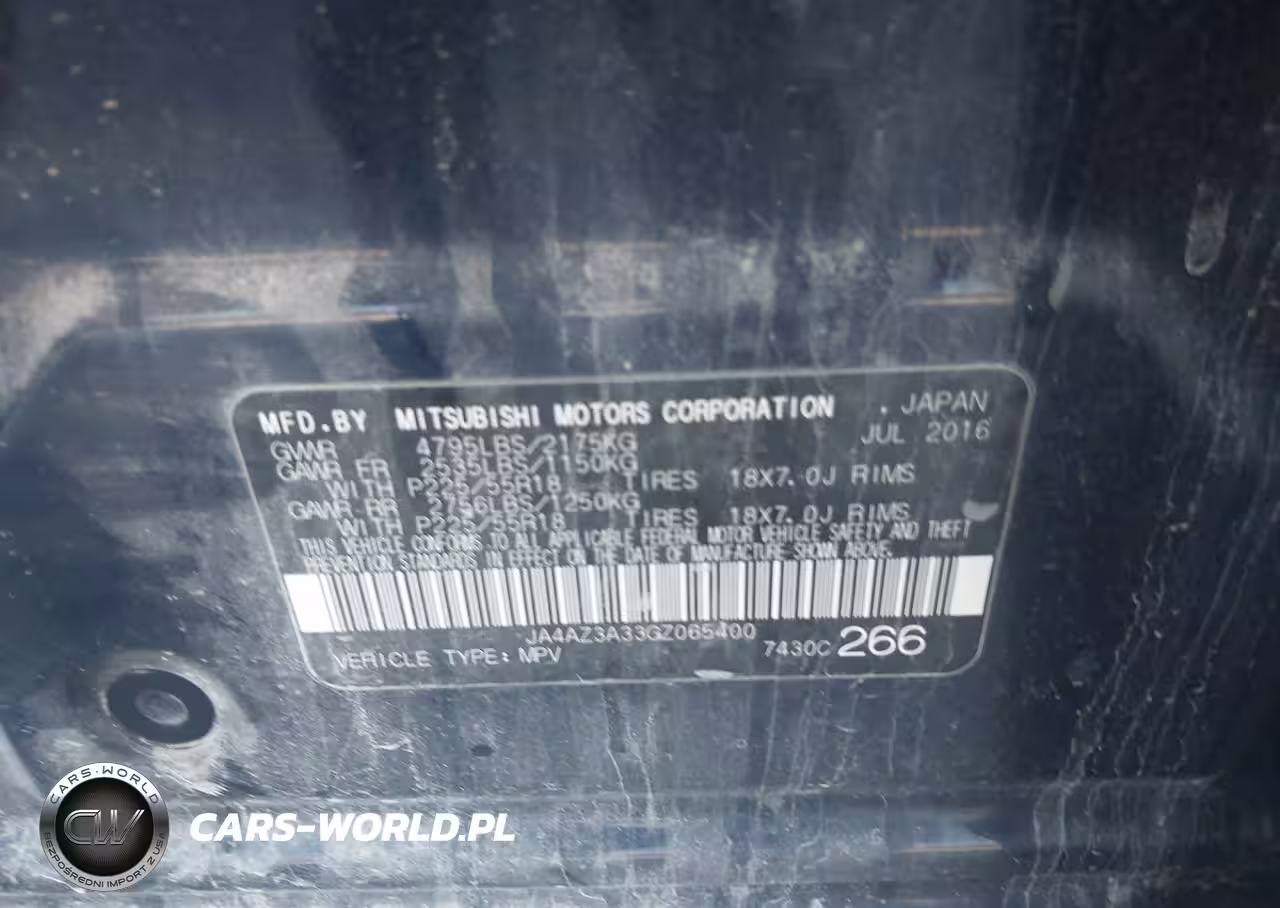 MFD.BY MITSUBISHI MOTORS CORPORATION . JAPAN
GVWR 4795LBS/2175KG JUL 2016
GAWR FR 2535LBS/1150KG
WITH P225/55R18 TIRES 18X7.0J RIMS
GAWR RR 2756LBS/1250KG
WITH P225/55R18 TIRES 18X7.0J RIMS
THIS VEHICLE CONFORMS TO ALL APPLICABLE FEDERAL MOTOR VEHICLE SAFETY AND THEFT
PREVENTION STANDARDS IN EFFECT ON THE DATE OF MANUFACTURE SHOWN ABOVE.
JA4AZ3A33GZ065400
VEHICLE TYPE: MPV 7430C 266
CARS-WORLD
CW
BEZPOŚREDNI IMPORT Z USA
CARS-WORLD.PL